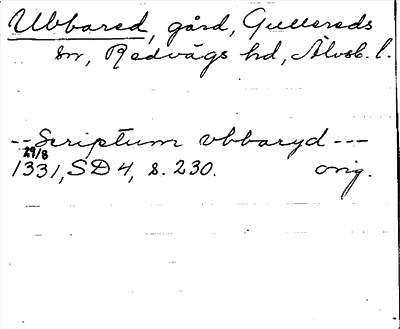 Ubbared, gård, Gullereds
sn, Redvägs hd, Älvsb. l.
--Scriptum vbbaryd---
29/8
1331, SD 4, s. 230. orig.